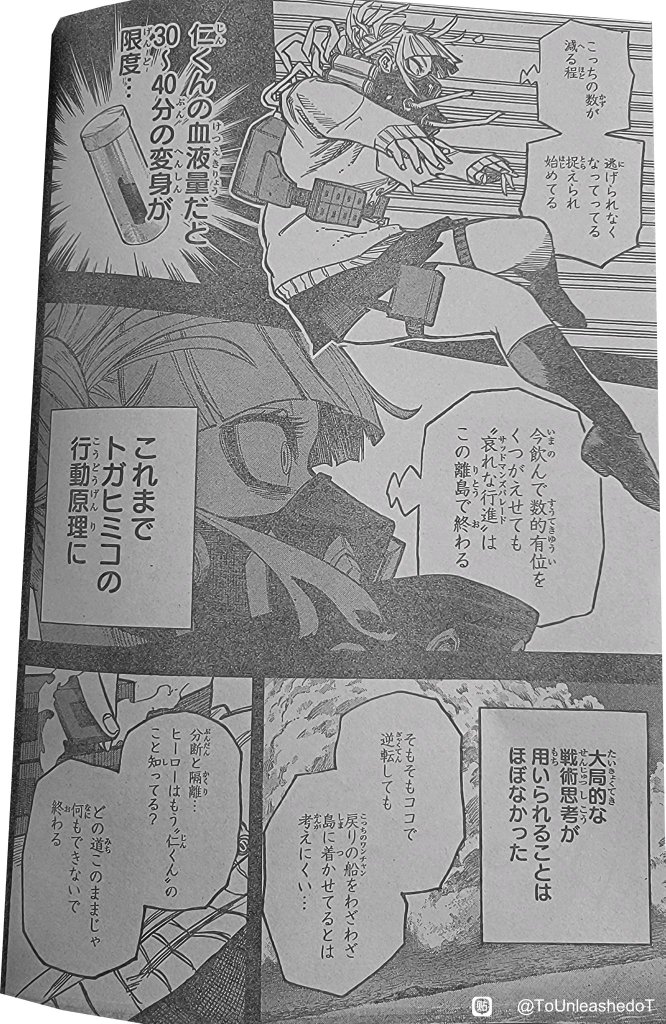 こっちの数が
減る程
逃げられなく
なってってる
捉えられ
始めてる
仁くんの血液量だと
30〜40分の変身が
限度…
今飲んで数的有位を
くつがえせても
“哀れな行進”は
この離島で終わる
これまで
トガヒミコの
行動原理に
大局的な
戦術思考が
用いられることは
ほぼなかった
そもそもココで
逆転しても
戻りの船をわざわざ
島に着かせてるとは
考えにくい…
分断と隔離…
ヒーローはもう“仁くん”の
こと知ってる?
どの道このままじゃ
何もできないで
終わる
@ToUnleashedoT